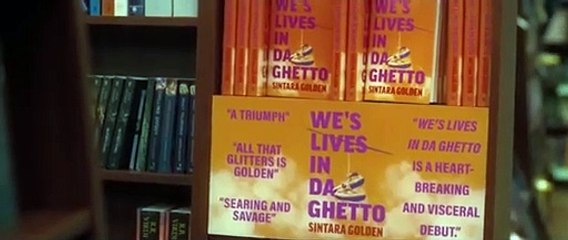 WE'S
LIVES
IN DA
GHETTO
SINTARA GOLDEN
WE'S
LIVES
IN DA
GHETTO
SINTARA GOLDEN
"A TRIUMPH"
"ALL THAT
GLITTERS IS
GOLDEN"
"SEARING AND
SAVAGE"
WE'S
LIVES
IN
DA
GHETTO
SINTARA GOLDEN
"WE'S LIVES
IN DA GHETTO
IS A HEART-
BREAKING
AND VISCERAL
DEBUT."